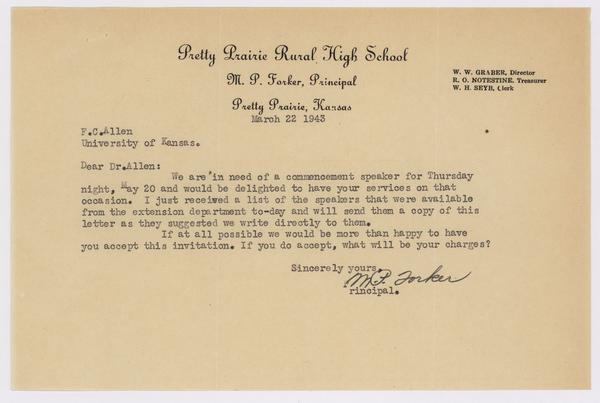 Pretty Prairie Rural High School
M. P. Forker, Principal
Pretty Prairie, Kansas
W. W. GRABER, Director
R. O. NOTESTINE, Treasurer
W. H. SEYB, Clerk
March 22 1943
F.C.Allen
University of Kansas.
Dear Dr.Allen:
We are in need of a commencement speaker for Thursday
night, May 20 and would be delighted to have your services on that
occasion. I just received a list of the speakers that were available
from the extension department to-day and will send them a copy of this
letter as they suggested we write directly to them.
If at all possible we would be more than happy to have
you accept this invitation. If you do accept, what will be your charges?
Sincerely yours.
M.P. Forker
Principal.